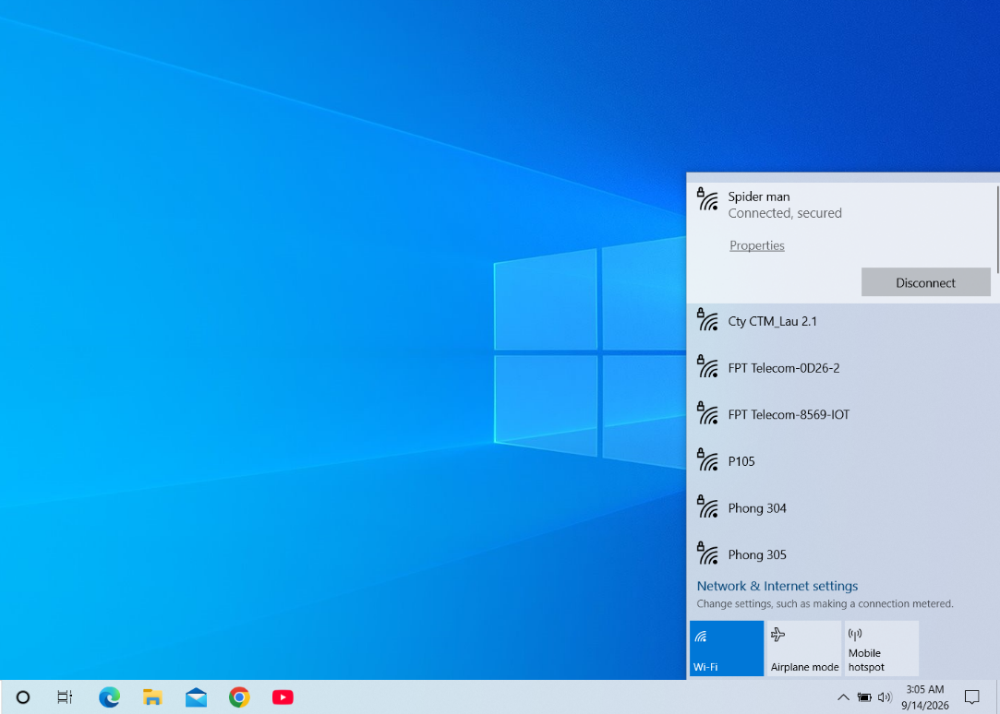 Spider man
Connected, secured
Properties
Disconnect
Cty CTM_Lau 2.1
FPT Telecom-0D26-2
FPT Telecom-8569-IOT
P105
Phong 304
Phong 305
Network & Internet settings
Change settings, such as making a connection metered.
Wi-Fi
Airplane mode
Mobile
hotspot
3:05 AM
9/14/2026